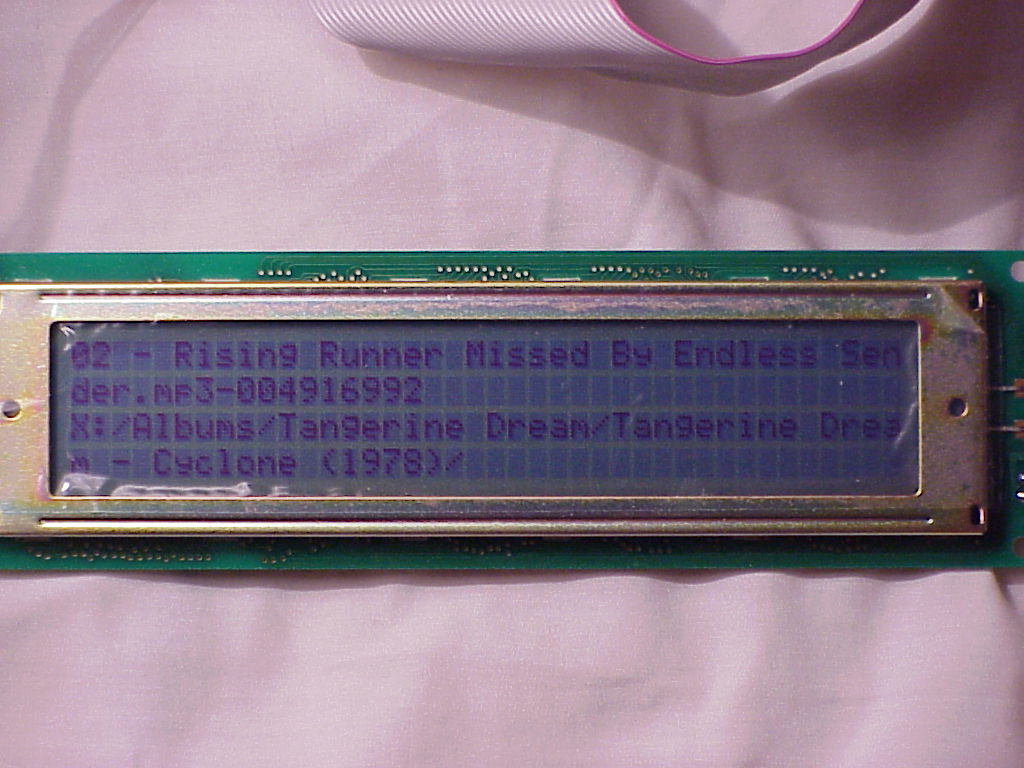 02 - Rising Runner Missed By Endless Sen
der.mp3-004916992
X:/Albums/Tangerine Dream/Tangerine Drea
m - Cyclone (1978)/